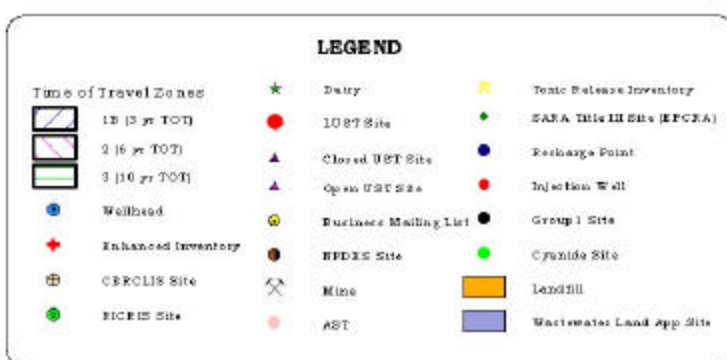 LEGEND
Time of Travel Zones
1B (3 yr TOT)
2 (6 yr TOT)
3 (10 yr TOT)
Wellhead
Enhanced Inventory
CERCLIS Site
RICRIS Site
Dairy
LUST Site
Closed UST Site
Open UST Site
Business Mailing List
NPDES Site
Mine
AST
Toxic Release Inventory
SARA Title III Site (EPCRA)
Recharge Point
Injection Well
Group 1 Site
Cyanide Site
Landfill
Wastewater Land App. Site